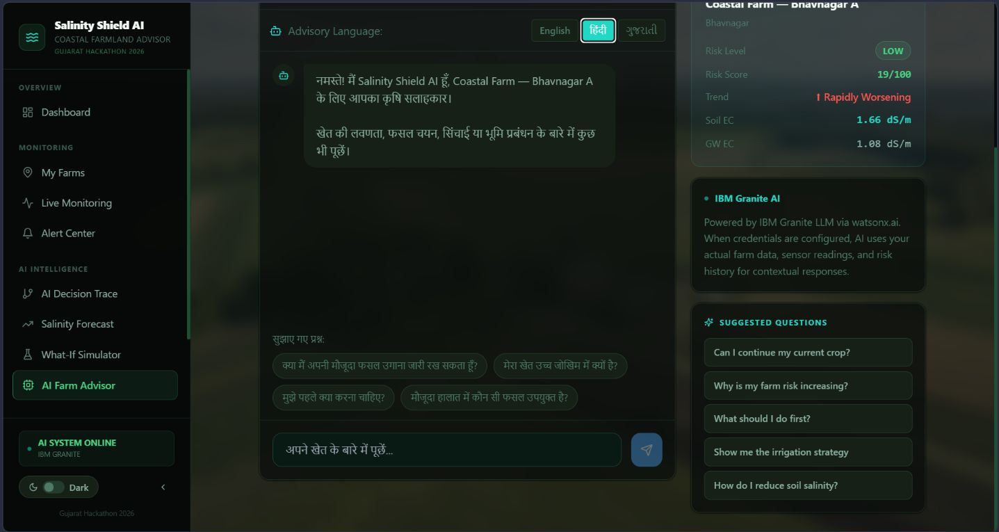 Salinity Shield AI
COASTAL FARMLAND ADVISOR
GUJARAT HACKATHON 2026
OVERVIEW
Dashboard
MONITORING
My Farms
Live Monitoring
Alert Center
AI INTELLIGENCE
AI Decision Trace
Salinity Forecast
What-If Simulator
AI Farm Advisor
AI SYSTEM ONLINE
IBM GRANITE
Dark
Gujarat Hackathon 2026
Advisory Language:
English
हिंदी
ગુજરાતી
नमस्ते! मैं Salinity Shield AI हूँ, Coastal Farm — Bhavnagar A
के लिए आपका कृषि सलाहकार।
खेत की लवणता, फसल चयन, सिंचाई या भूमि प्रबंधन के बारे में कुछ
भी पूछें।
सुझाए गए प्रश्न:
क्या मैं अपनी मौजूदा फसल उगाना जारी रख सकता हूँ?
मेरा खेत उच्च जोखिम में क्यों है?
मुझे पहले क्या करना चाहिए?
मौजूदा हालात में कौन सी फसल उपयुक्त है?
अपने खेत के बारे में पूछें...
Coastal Farm — Bhavnagar A
Bhavnagar
Risk Level LOW
Risk Score 19/100
Trend ↑ Rapidly Worsening
Soil EC 1.66 dS/m
GW EC 1.08 dS/m
IBM Granite AI
Powered by IBM Granite LLM via watsonx.ai.
When credentials are configured, AI uses your
actual farm data, sensor readings, and risk
history for contextual responses.
SUGGESTED QUESTIONS
Can I continue my current crop?
Why is my farm risk increasing?
What should I do first?
Show me the irrigation strategy
How do I reduce soil salinity?